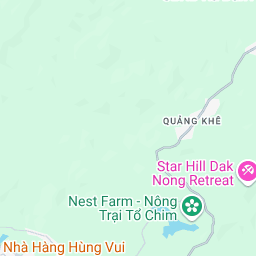 QUẢNG KHÊ
Star Hill Dak
Nong Retreat
Nest Farm - Nông
Trại Tổ Chim
Nhà Hàng Hùng Vui